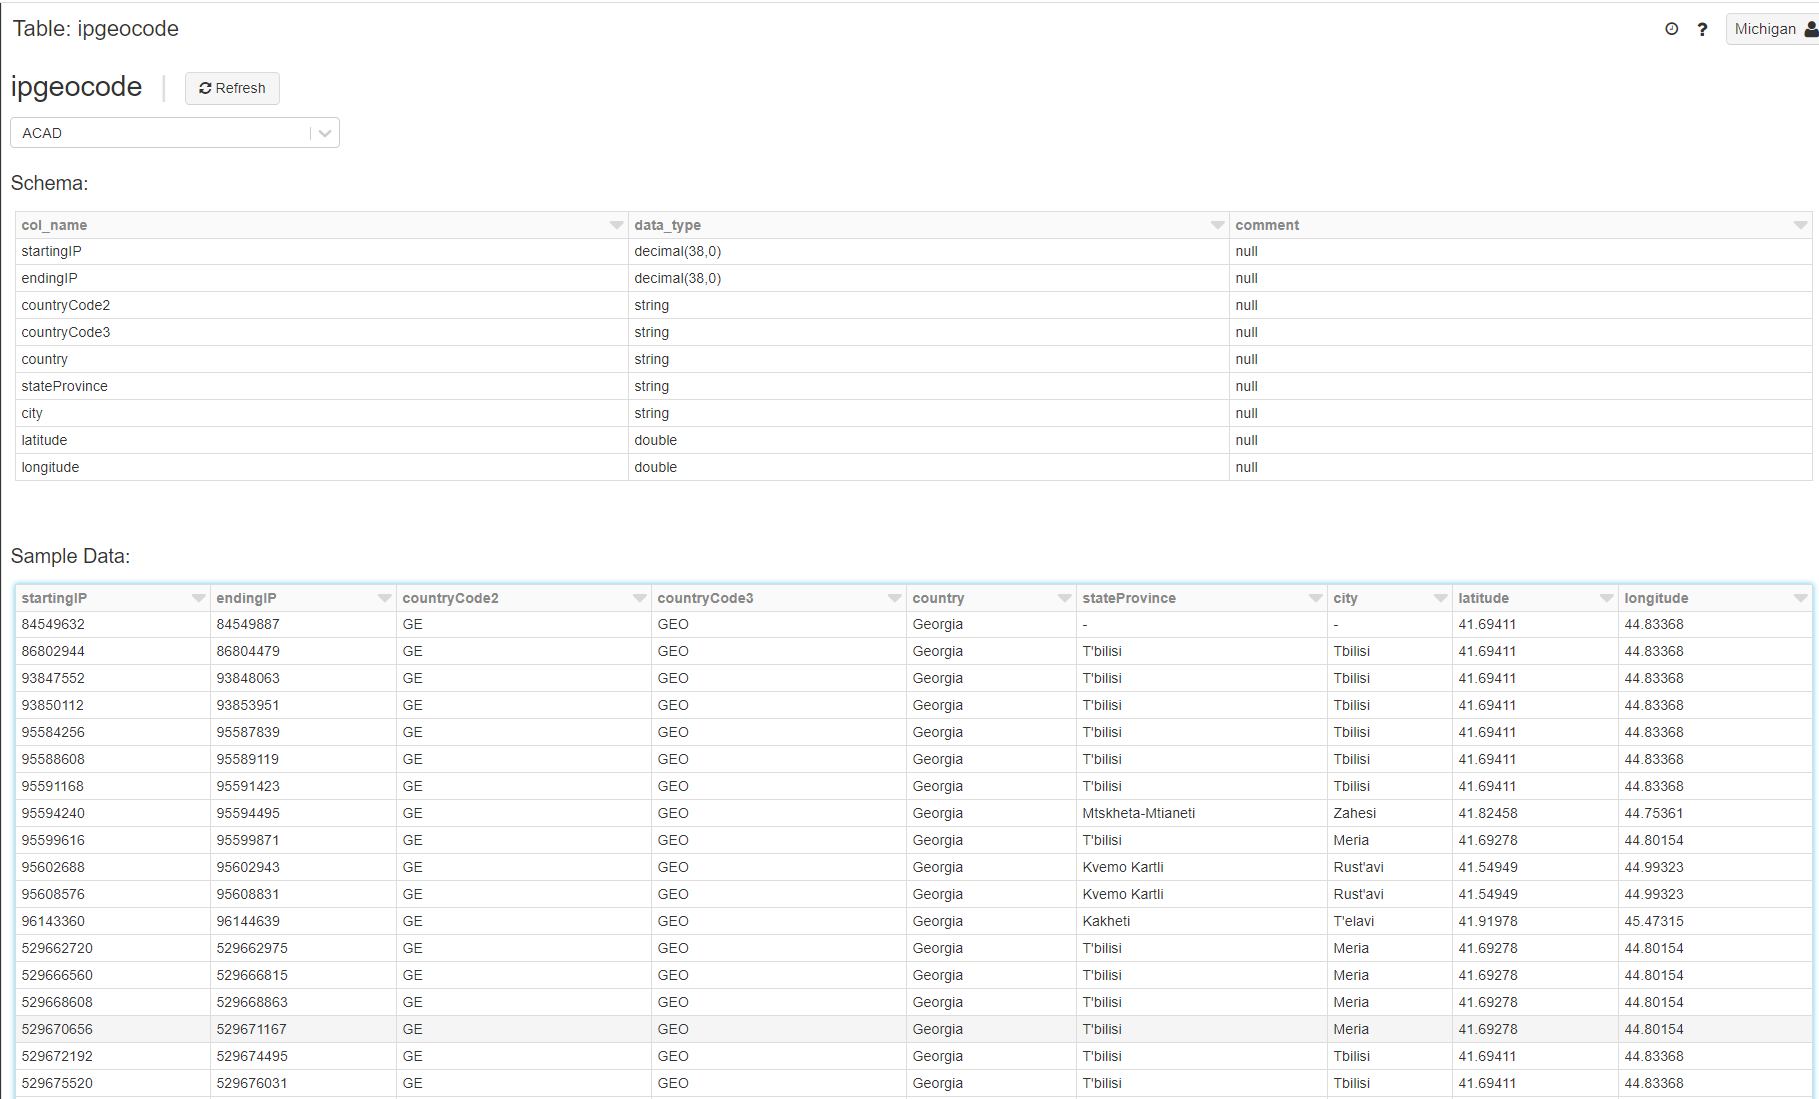 Table: ipgeocode
? Michigan
ipgeocode Refresh
ACAD
Schema:
col_name data_type comment
startingIP decimal(38,0) null
endingIP decimal(38,0) null
countryCode2 string null
countryCode3 string null
country string null
stateProvince string null
city string null
latitude double null
longitude double null
Sample Data:
startingIP endingIP countryCode2 countryCode3 country stateProvince city latitude longitude
84549632 84549887 GE GEO Georgia - - 41.69411 44.83368
86802944 86804479 GE GEO Georgia T'bilisi Tbilisi 41.69411 44.83368
93847552 93848063 GE GEO Georgia T'bilisi Tbilisi 41.69411 44.83368
93850112 93853951 GE GEO Georgia T'bilisi Tbilisi 41.69411 44.83368
95584256 95587839 GE GEO Georgia T'bilisi Tbilisi 41.69411 44.83368
95588608 95589119 GE GEO Georgia T'bilisi Tbilisi 41.69411 44.83368
95591168 95591423 GE GEO Georgia T'bilisi Tbilisi 41.69411 44.83368
95594240 95594495 GE GEO Georgia Mtskheta-Mtianeti Zahesi 41.82458 44.75361
95599616 95599871 GE GEO Georgia T'bilisi Meria 41.69278 44.80154
95602688 95602943 GE GEO Georgia Kvemo Kartli Rust'avi 41.54949 44.99323
95608576 95608831 GE GEO Georgia Kvemo Kartli Rust'avi 41.54949 44.99323
96143360 96144639 GE GEO Georgia Kakheti T'elavi 41.91978 45.47315
529662720 529662975 GE GEO Georgia T'bilisi Meria 41.69278 44.80154
529666560 529666815 GE GEO Georgia T'bilisi Meria 41.69278 44.80154
529668608 529668863 GE GEO Georgia T'bilisi Meria 41.69278 44.80154
529670656 529671167 GE GEO Georgia T'bilisi Meria 41.69278 44.80154
529672192 529674495 GE GEO Georgia T'bilisi Tbilisi 41.69411 44.83368
529675520 529676031 GE GEO Georgia T'bilisi Tbilisi 41.69411 44.83368